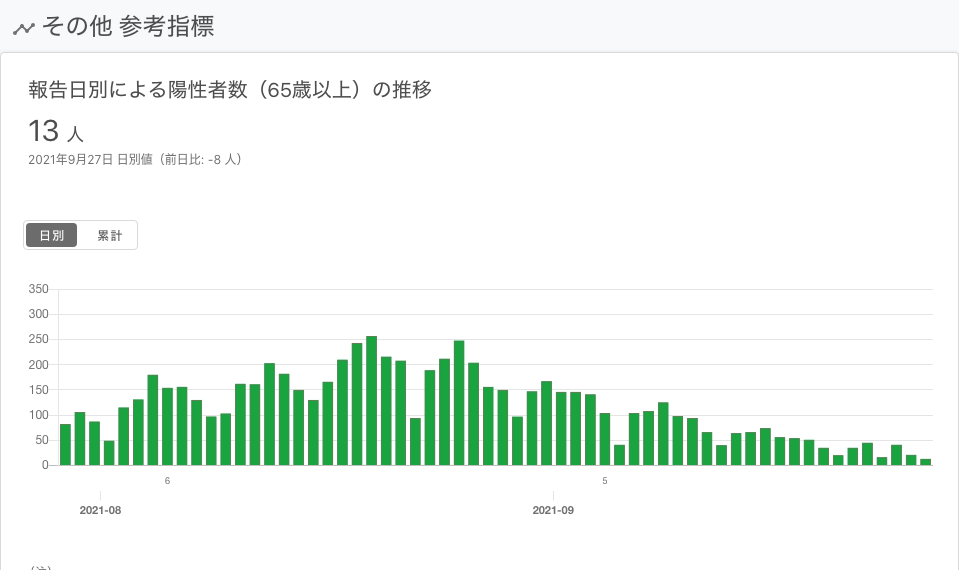 その他 参考指標
報告日別による陽性者数（65歳以上）の推移
13 人
2021年9月27日 日別値（前日比: -8 人）
日別 累計
350
300
250
200
150
100
50
0
6 5
2021-08 2021-09
（注）